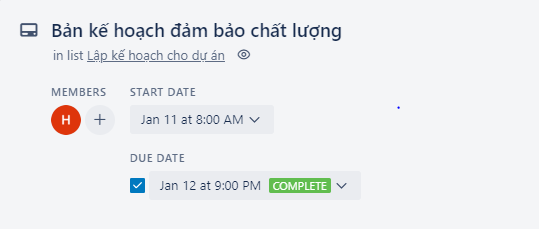 Bản kế hoạch đảm bảo chất lượng
in list Lập kế hoạch cho dự án
MEMBERS START DATE
H + Jan 11 at 8:00 AM
DUE DATE
Jan 12 at 9:00 PM COMPLETE